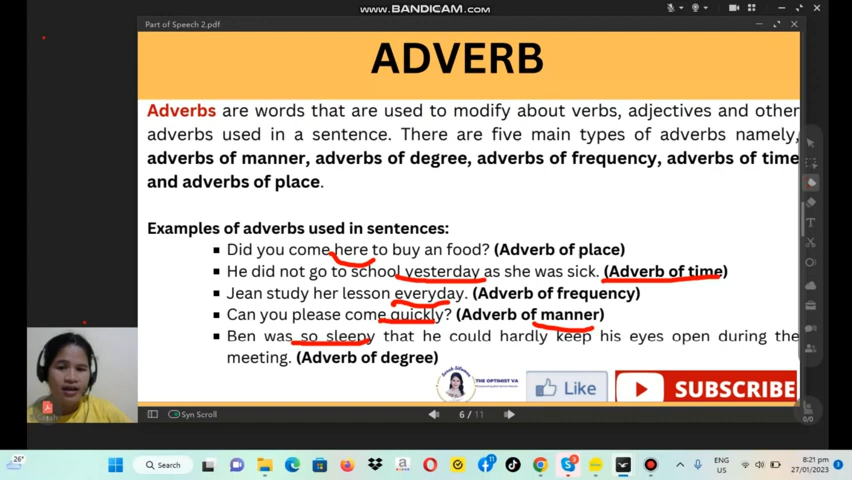 WWW.BANDICAM.COM
Part of Speech 2.pdf
ADVERB
Adverbs are words that are used to modify about verbs, adjectives and other
adverbs used in a sentence. There are five main types of adverbs namely,
adverbs of manner, adverbs of degree, adverbs of frequency, adverbs of time
and adverbs of place.
Examples of adverbs used in sentences:
▪ Did you come here to buy an food? (Adverb of place)
▪ He did not go to school yesterday as she was sick. (Adverb of time)
▪ Jean study her lesson everyday. (Adverb of frequency)
▪ Can you please come quickly? (Adverb of manner)
▪ Ben was so sleepy that he could hardly keep his eyes open during the
meeting. (Adverb of degree)
THE OPTIMIST VA
Like
SUBSCRIBE
Syn Scroll
6 / 11
0/0
26°
Search
ENG
US
8:21 pm
27/01/2023